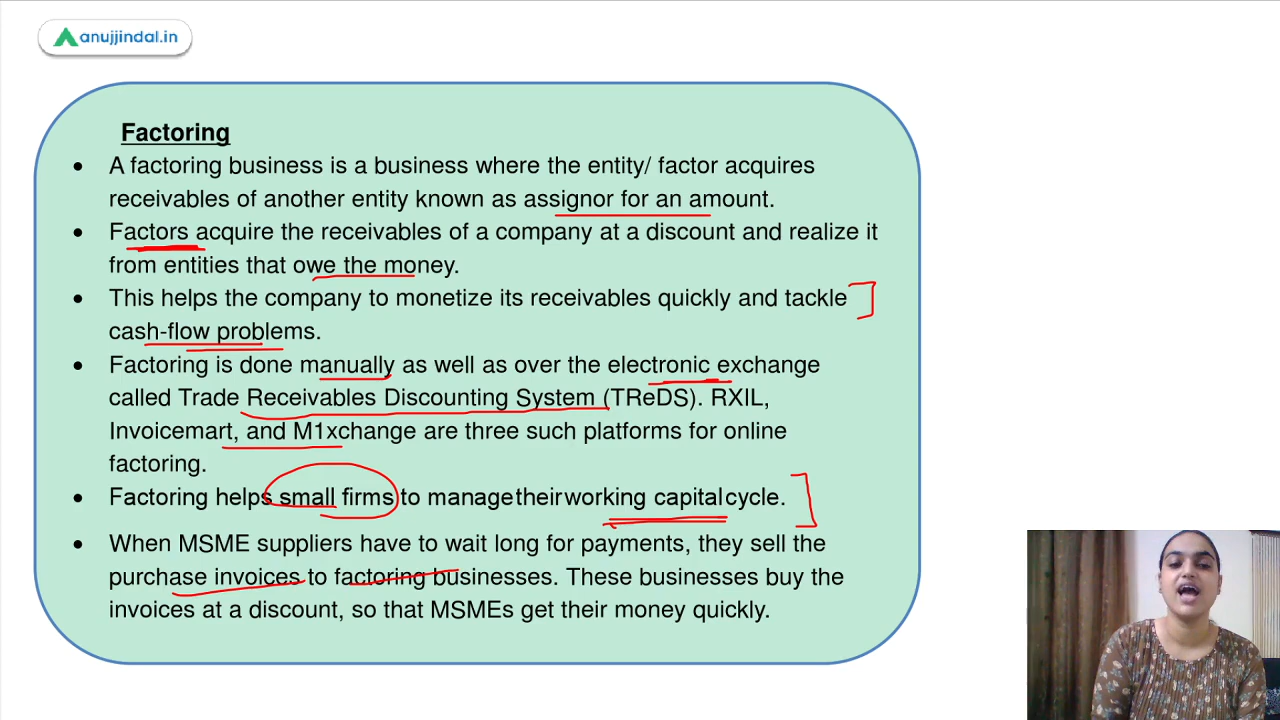 anujjindal.in
Factoring
• A factoring business is a business where the entity/ factor acquires
receivables of another entity known as assignor for an amount.
• Factors acquire the receivables of a company at a discount and realize it
from entities that owe the money.
• This helps the company to monetize its receivables quickly and tackle
cash-flow problems.
• Factoring is done manually as well as over the electronic exchange
called Trade Receivables Discounting System (TReDS). RXIL,
Invoicemart, and M1xchange are three such platforms for online
factoring.
• Factoring helps small firms to manage their working capital cycle.
• When MSME suppliers have to wait long for payments, they sell the
purchase invoices to factoring businesses. These businesses buy the
invoices at a discount, so that MSMEs get their money quickly.